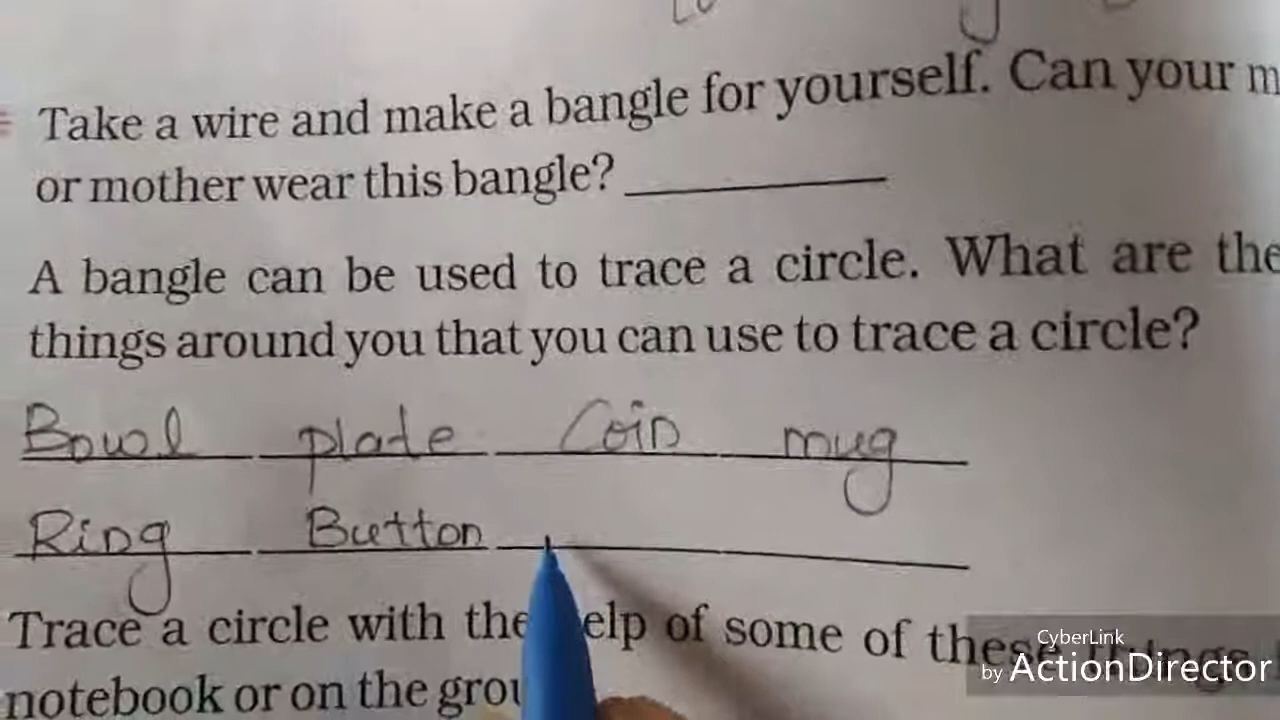 Take a wire and make a bangle for yourself. Can your m
or mother wear this bangle?
A bangle can be used to trace a circle. What are the
things around you that you can use to trace a circle?
Bowl plate Coin mug
Ring Button
Trace a circle with the elp of some of these things
notebook or on the grou
CyberLink
by ActionDirector